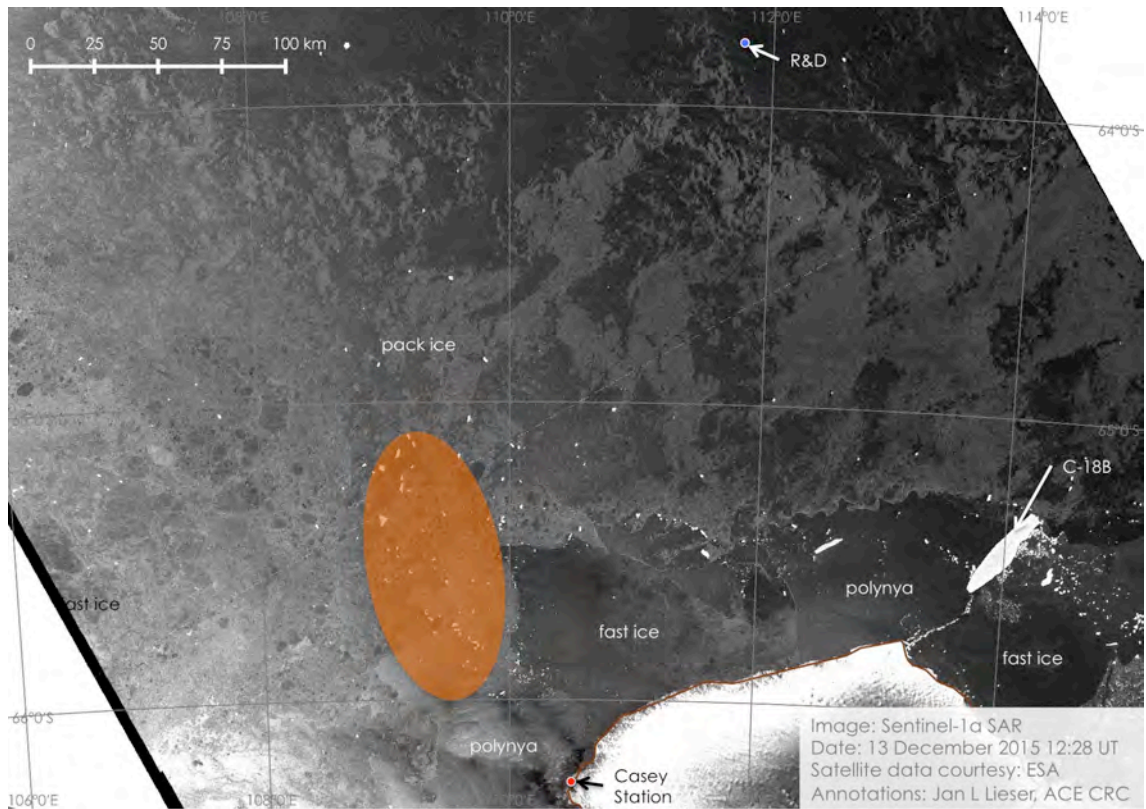 108°0'E 110°0'E 112°0'E 114°0'E
0 25 50 75 100 km
R&D
64°0'S
pack ice
65°0'S
C-18B
polynya
fast ice
fast ice
fast ice
66°0'S
polynya
Casey
Station
Image: Sentinel-1a SAR
Date: 13 December 2015 12:28 UT
Satellite data courtesy: ESA
Annotations: Jan L Lieser, ACE CRC
106°0'E 108°0'E